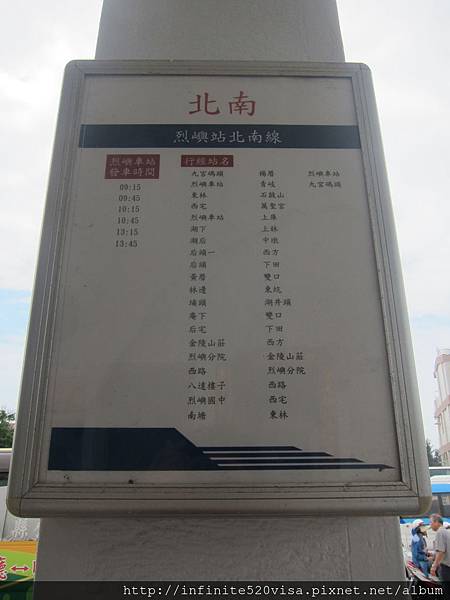 北南
烈嶼站北南線
烈嶼車站
發車時間
09:15
09:45
10:15
10:45
13:15
13:45
行經站名
九宮碼頭
烈嶼車站
東林
西宅
烈嶼車站
湖下
湖后
后頭一
后頭
黃厝
林邊
埔頭
庵下
后宅
金陵山莊
烈嶼分院
西路
八達樓子
烈嶼國中
南塘
楊厝
青岐
石鼓山
萬聖宮
上庫
上林
中墩
西方
下田
雙口
東坑
湖井頭
雙口
下田
西方
金陵山莊
烈嶼分院
西路
西宅
東林
烈嶼車站
九宮碼頭
http://infinite520visa.pixnet.net/album